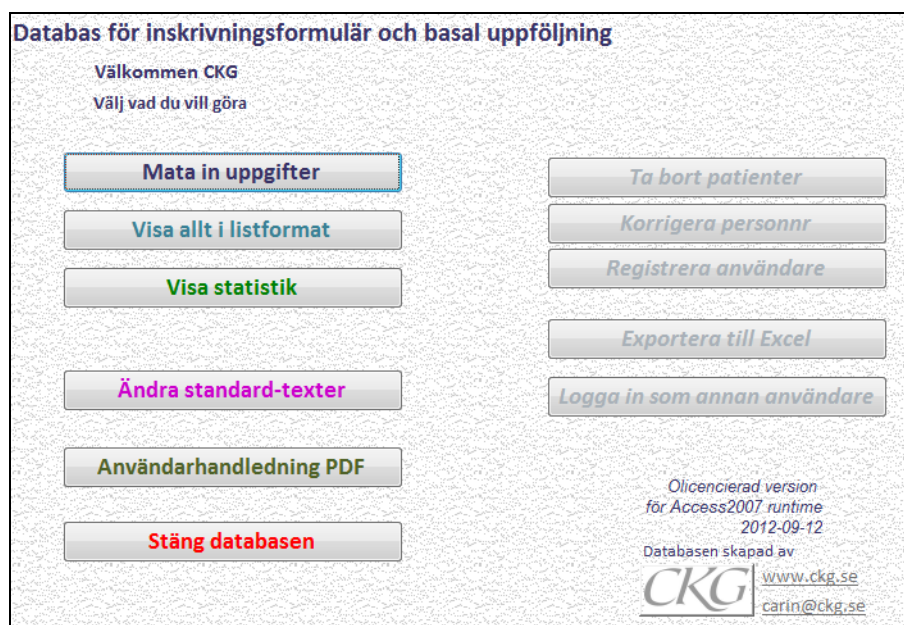 Databas för inskrivningsformulär och basal uppföljning
Välkommen CKG
Välj vad du vill göra
Mata in uppgifter
Visa allt i listformat
Visa statistik
Ändra standard-texter
Användarhandledning PDF
Stäng databasen
Ta bort patienter
Korrigera personnr
Registrera användare
Exportera till Excel
Logga in som annan användare
Olicencierad version
för Access2007 runtime
2012-09-12
Databasen skapad av
CKG
www.ckg.se
carin@ckg.se